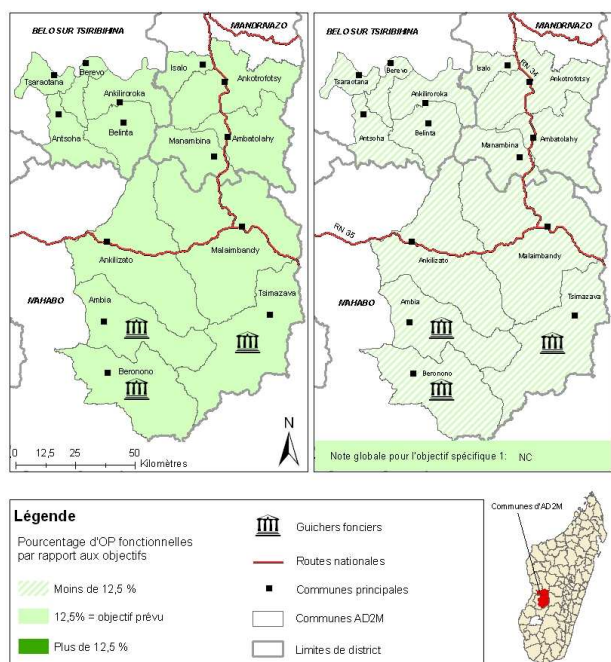 BELO SUR TSIRIBIHINA
MIANDRIVAZO
Tsaraotana
Berevo
Isalo
Ankotrofotsy
Ankiliroroka
Antsoha
Belinta
Manambina
Ambatolahy
Ankilizato
Malaimbandy
MAHABO
Ambia
Tsimazava
Beronono
N
0 12,5 25 50
Kilomètres
BELO SUR TSIRIBIHINA
MIANDRIVAZO
Tsaraotana
Berevo
Isalo
RN 34
Ankotrofotsy
Ankiliroroka
Antsoha
Belinta
Manambina
Ambatolahy
RN 35
Ankilizato
Malaimbandy
MAHABO
Ambia
Tsimazava
Beronono
Note globale pour l'objectif spécifique 1: NC
Légende
Pourcentage d'OP fonctionnelles
par rapport aux objectifs
Moins de 12,5 %
12,5% = objectif prévu
Plus de 12,5 %
Guichers fonciers
Routes nationales
Communes principales
Communes AD2M
Limites de district
Communes d'AD2M